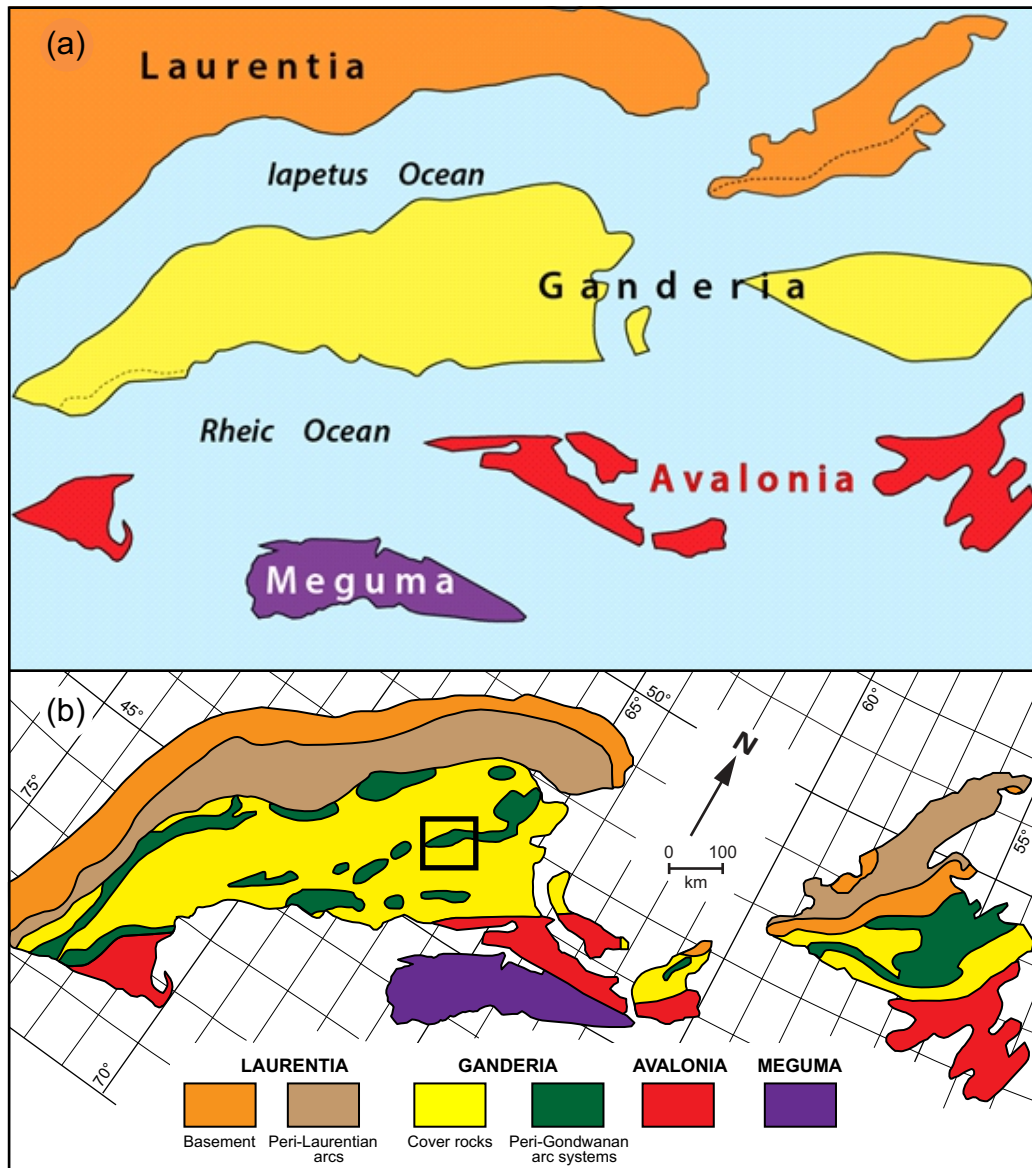 (a)
Laurentia
Iapetus Ocean
Ganderia
Rheic Ocean
Avalonia
Meguma
(b)
45°
50°
65°
60°
75°
N
55°
0 100
km
70°
LAURENTIA GANDERIA AVALONIA MEGUMA
Basement Peri-Laurentian arcs Cover rocks Peri-Gondwanan arc systems